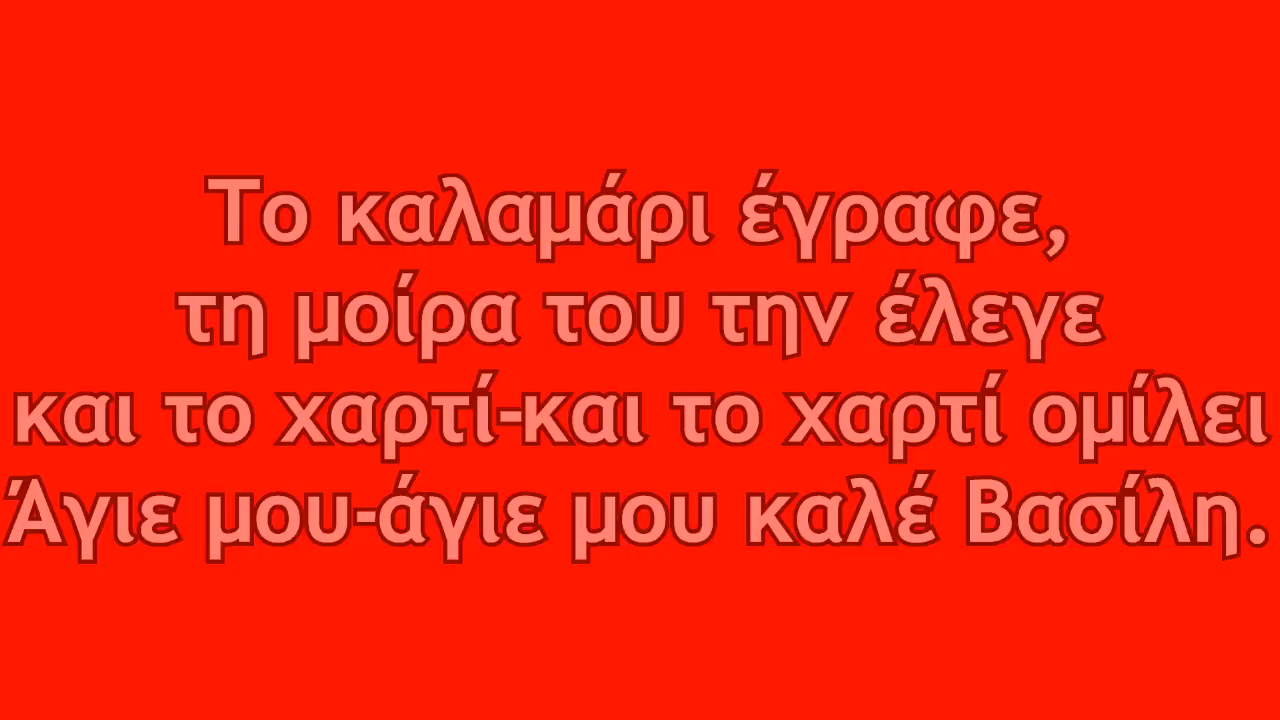 Το καλαμάρι έγραφε,
τη μοίρα του την έλεγε
και το χαρτί-και το χαρτί ομίλει
Άγιε μου-άγιε μου καλέ Βασίλη.